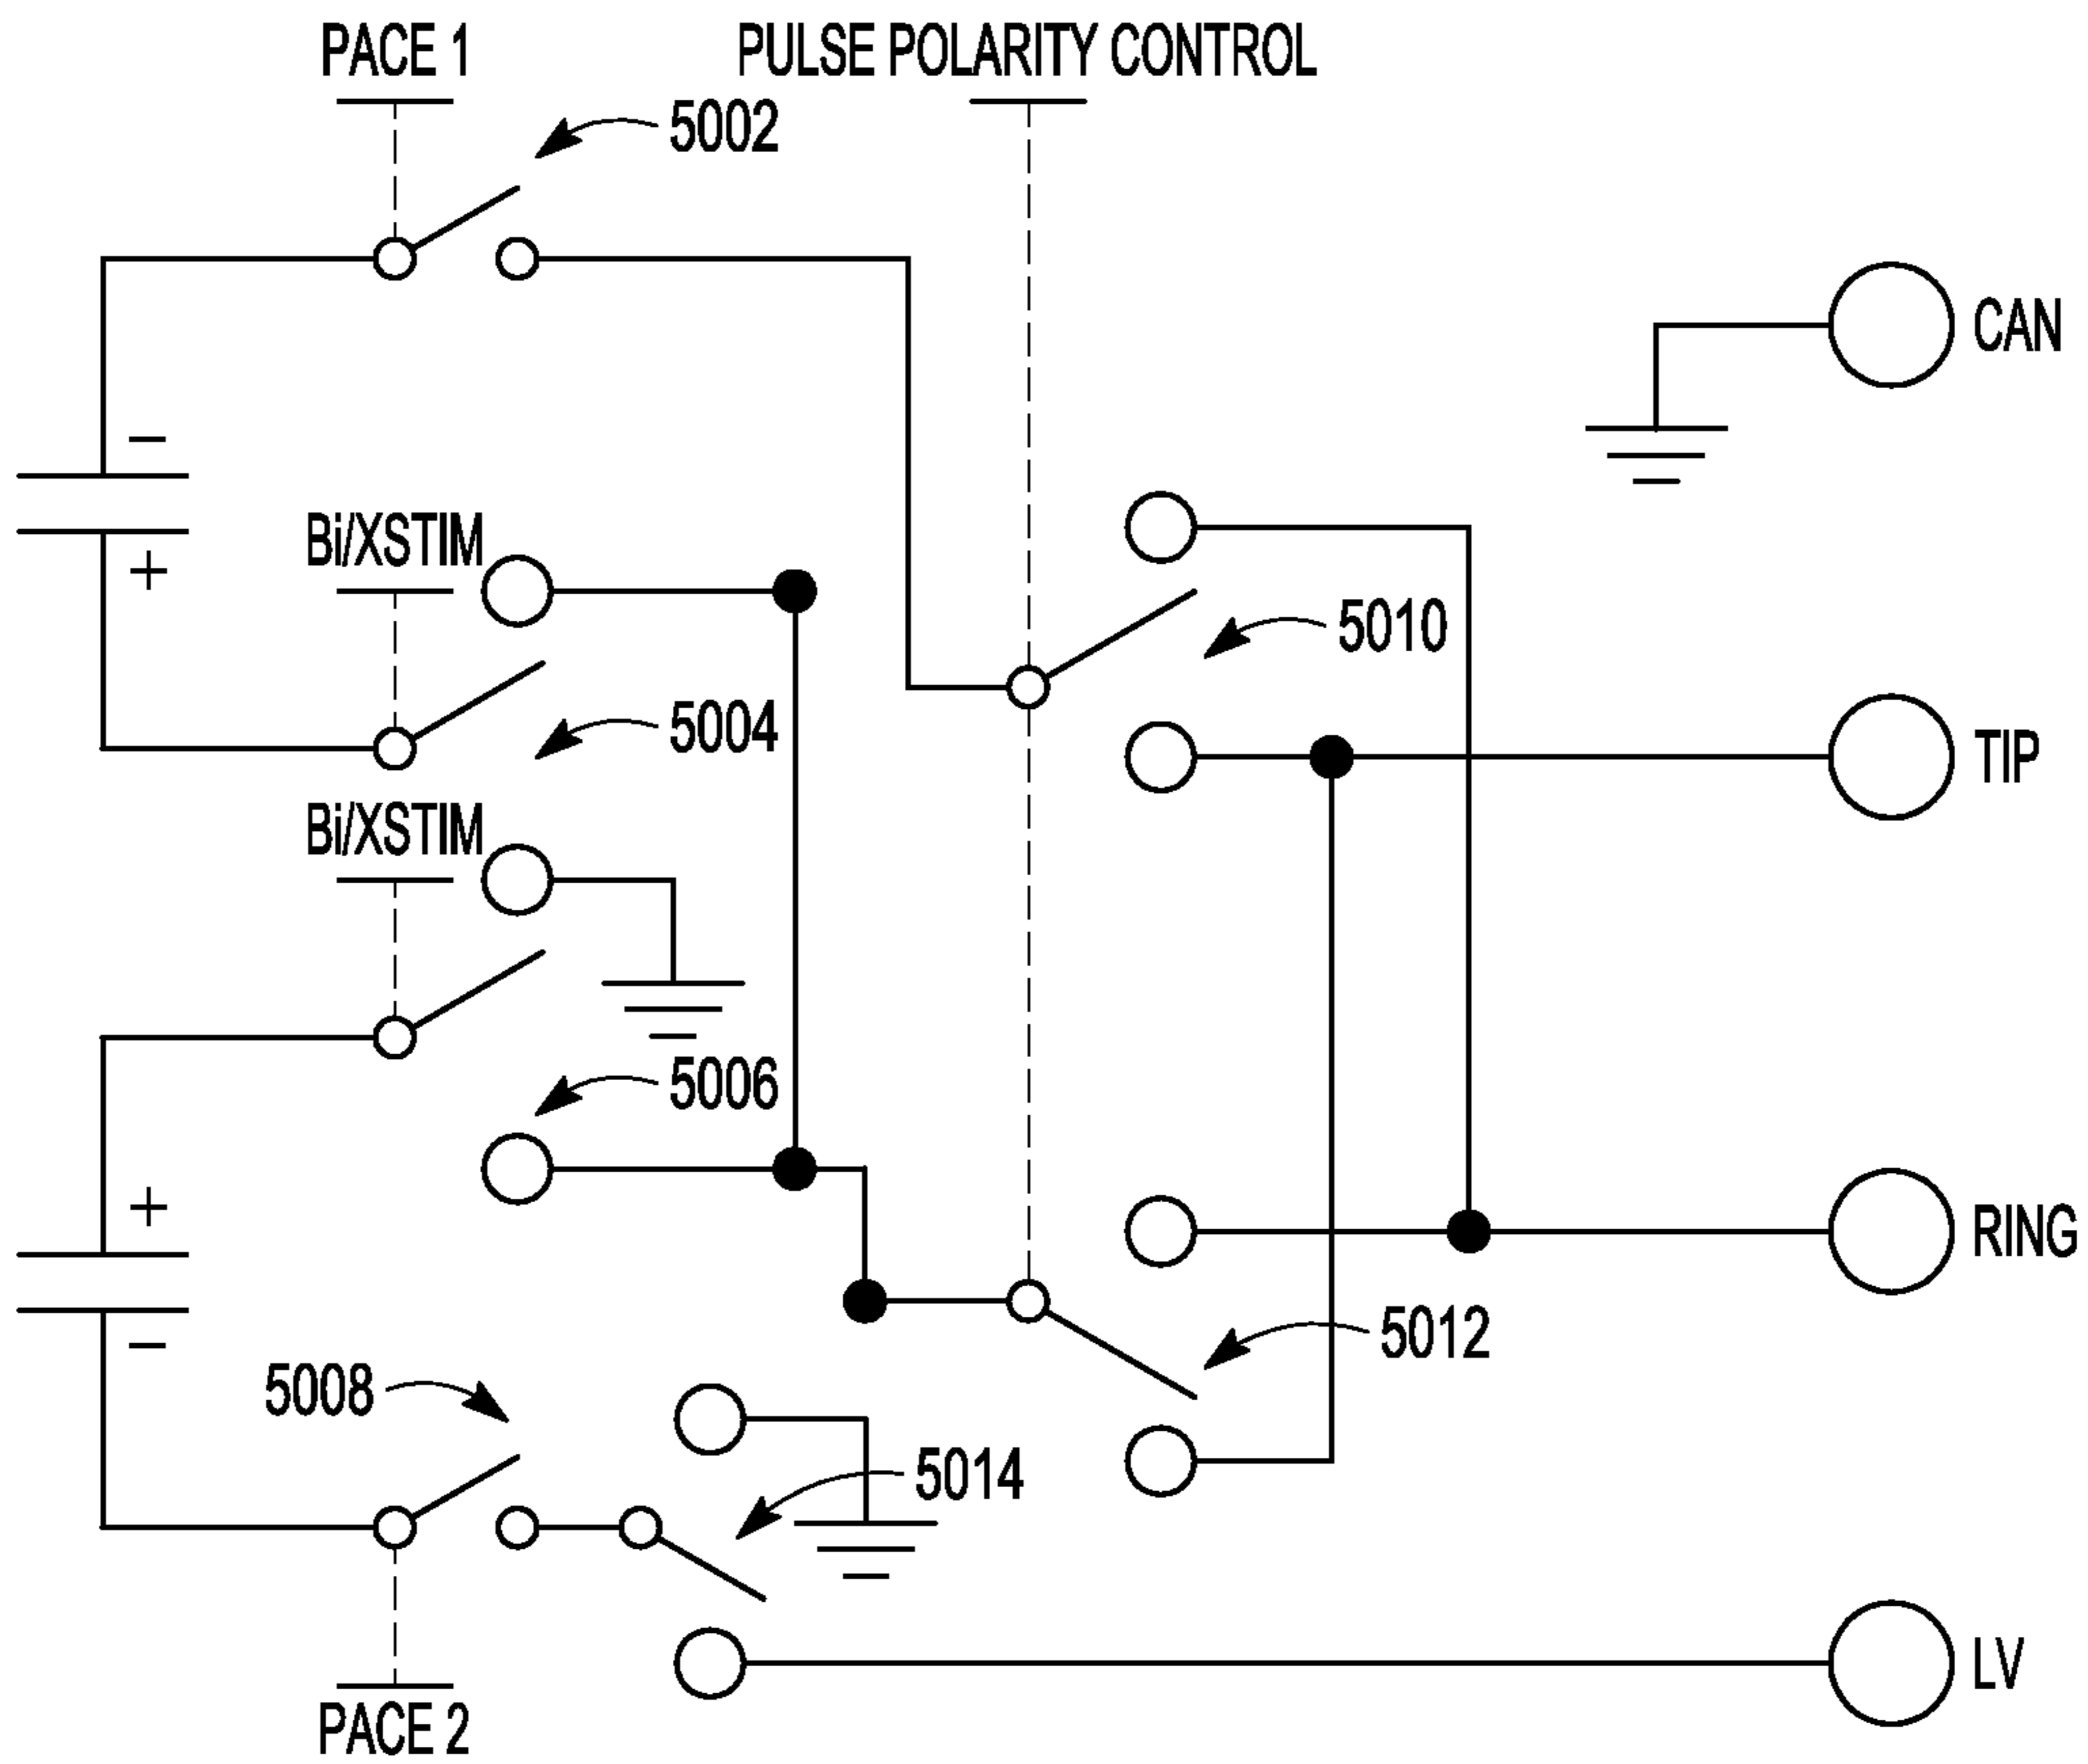 PACE 1
PULSE POLARITY CONTROL
5002
CAN
−
+
Bi/XSTIM
5010
5004
TIP
Bi/XSTIM
5006
+
RING
−
5012
5008
5014
LV
PACE 2